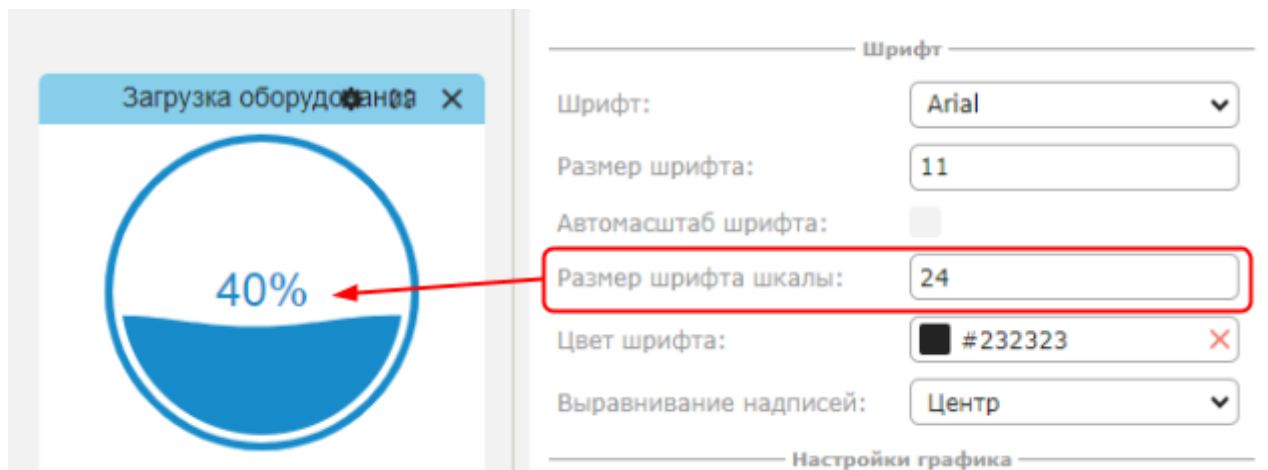 Загрузка оборудования
40%
Шрифт
Шрифт: Arial
Размер шрифта: 11
Автомасштаб шрифта:
Размер шрифта шкалы: 24
Цвет шрифта: #232323
Выравнивание надписей: Центр
Настройки графика